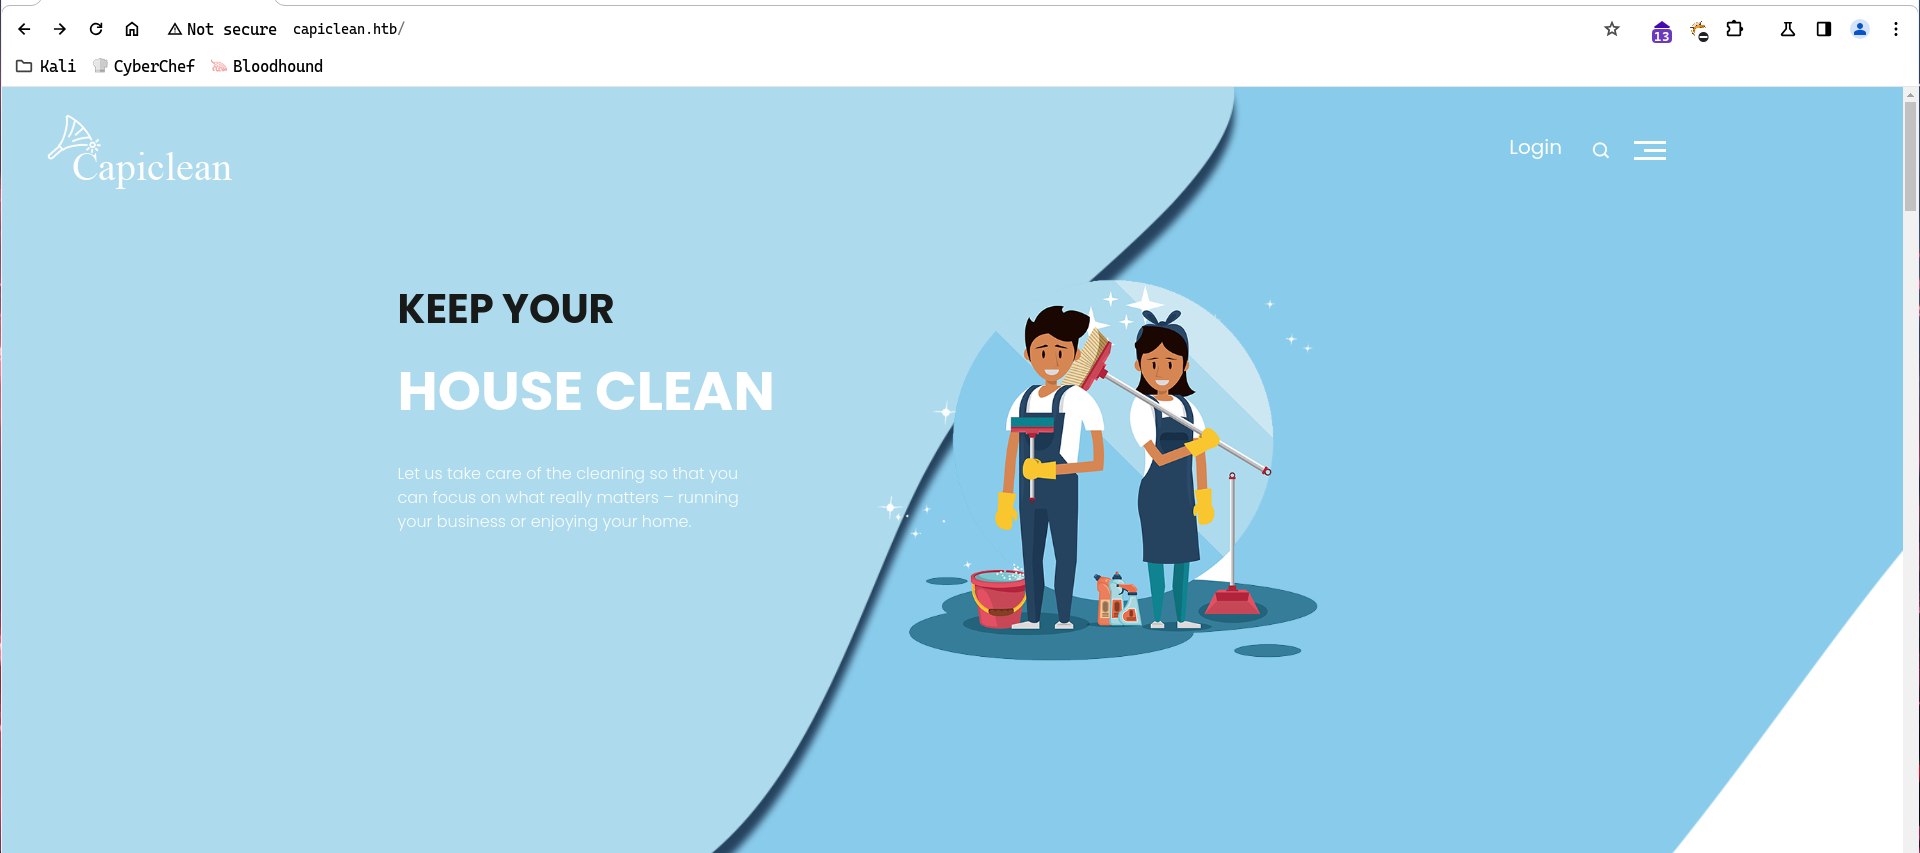 Not secure capiclean.htb/
13
Kali CyberChef Bloodhound
Capiclean
Login
KEEP YOUR
HOUSE CLEAN
Let us take care of the cleaning so that you
can focus on what really matters – running
your business or enjoying your home.